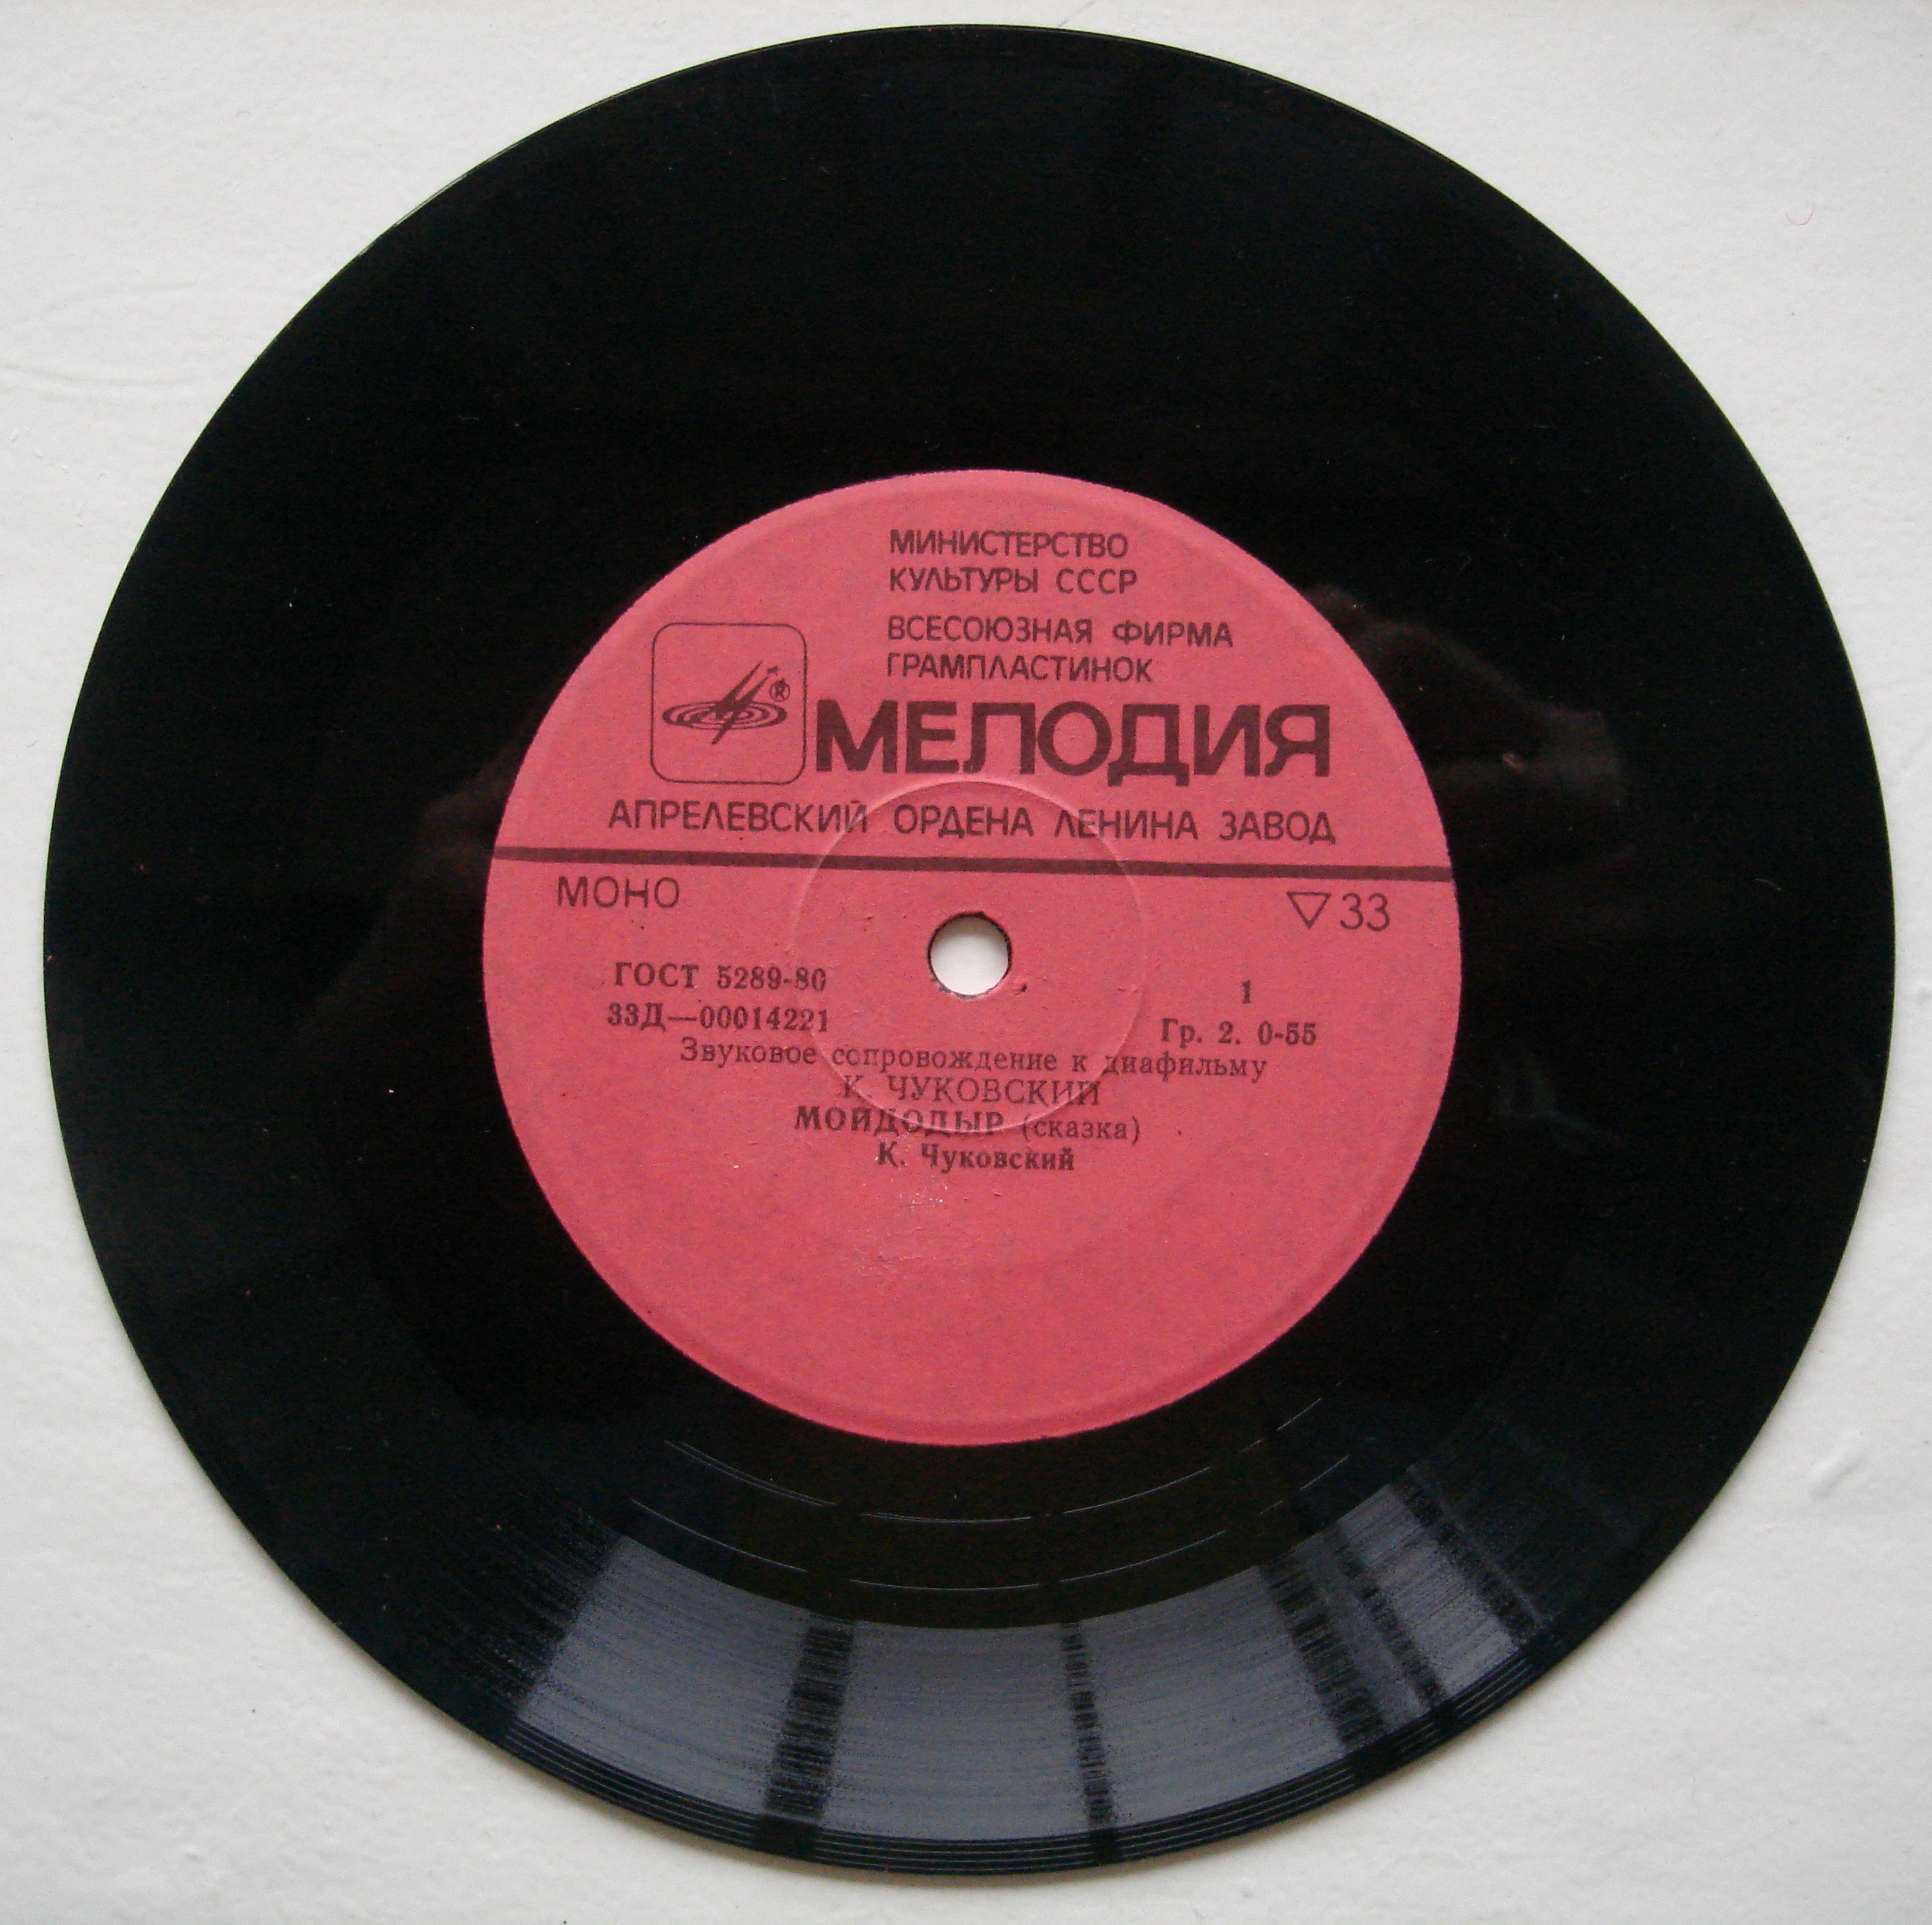 МИНИСТЕРСТВО
КУЛЬТУРЫ СССР
ВСЕСОЮЗНАЯ ФИРМА
ГРАМПЛАСТИНОК
®
МЕЛОДИЯ
АПРЕЛЕВСКИЙ ОРДЕНА ЛЕНИНА ЗАВОД
МОНО
▽33
ГОСТ 5289-80
1
33Д—00014221
Гр. 2. 0-55
Звуковое сопровождение к диафильму
К. ЧУКОВСКИЙ
МОЙДОДЫР (сказка)
К. Чуковский